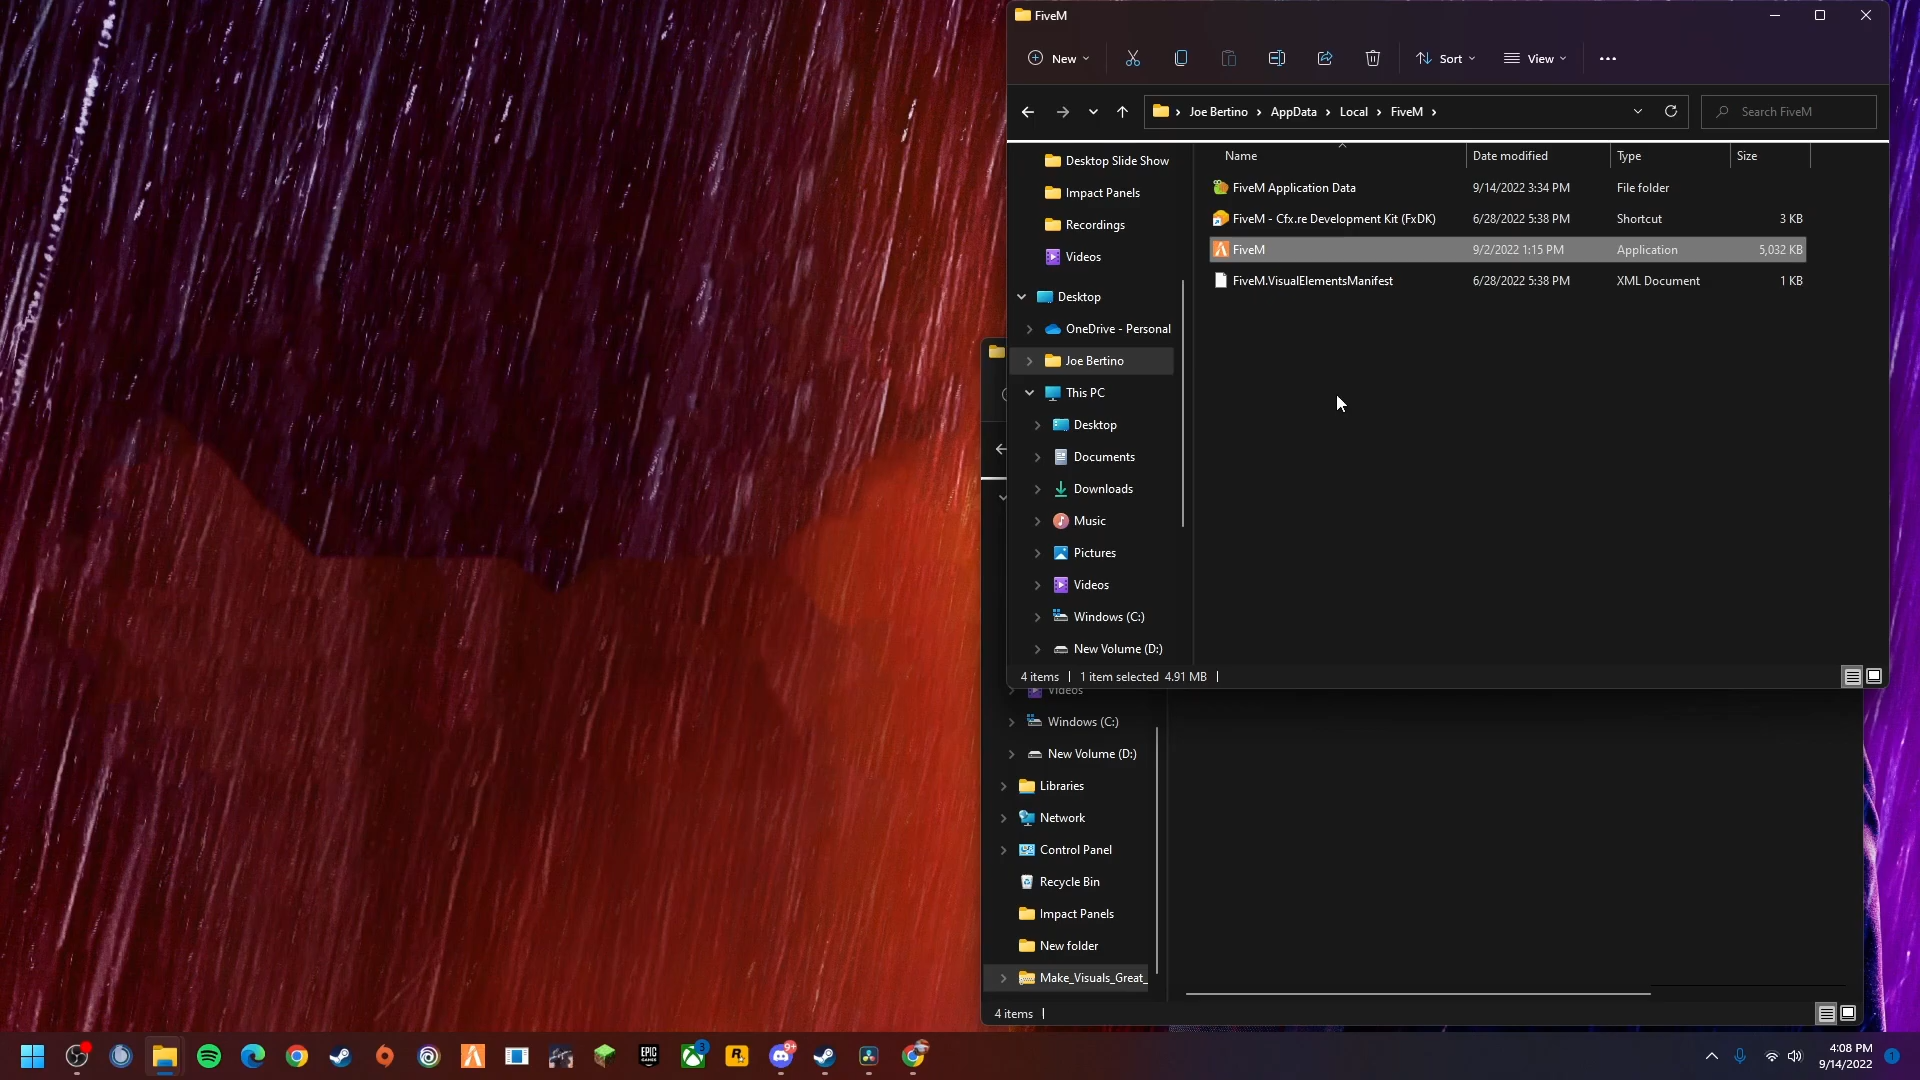 FiveM
New
Sort
View
Joe Bertino > AppData > Local > FiveM >
Search FiveM
Name
Date modified
Type
Size
FiveM Application Data
9/14/2022 3:34 PM
File folder
FiveM - Cfx.re Development Kit (FxDK)
6/28/2022 5:38 PM
Shortcut
3 KB
FiveM
9/2/2022 1:15 PM
Application
5,032 KB
FiveM.VisualElementsManifest
6/28/2022 5:38 PM
XML Document
1 KB
Desktop Slide Show
Impact Panels
Recordings
Videos
Desktop
OneDrive - Personal
Joe Bertino
This PC
Desktop
Documents
Downloads
Music
Pictures
Videos
Windows (C:)
New Volume (D:)
4 items | 1 item selected 4.91 MB |
Videos
Windows (C:)
New Volume (D:)
Libraries
Network
Control Panel
Recycle Bin
Impact Panels
New folder
Make_Visuals_Great_
4 items |
EPIC GAMES
3
R
9+
4:08 PM
9/14/2022
1